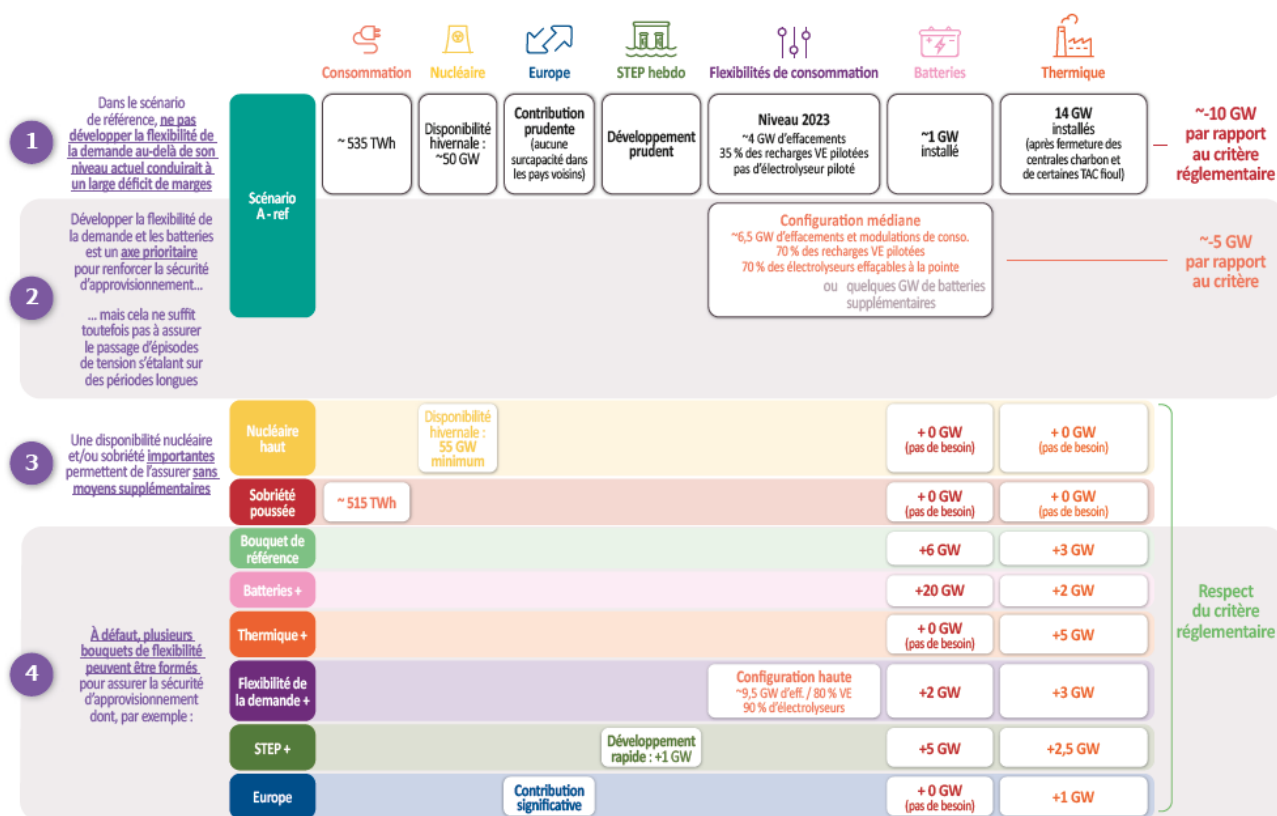 Consommation
Nucléaire
Europe
STEP hebdo
Flexibilités de consommation
Batteries
Thermique
1
Dans le scénario
de référence, ne pas
développer la flexibilité de
la demande au-delà de son
niveau actuel conduirait à
un large déficit de marges
Scénario
A - ref
~ 535 TWh
Disponibilité
hivernale :
~50 GW
Contribution
prudente
(aucune
surcapacité dans
les pays voisins)
Développement
prudent
Niveau 2023
~4 GW d'effacements
35 % des recharges VE pilotées
pas d'électrolyseur piloté
~1 GW
installé
14 GW
installés
(après fermeture des
centrales charbon et
de certaines TAC fioul)
~-10 GW
par rapport
au critère
réglementaire
2
Développer la flexibilité de
la demande et les batteries
est un axe prioritaire
pour renforcer la sécurité
d'approvisionnement...
... mais cela ne suffit
toutefois pas à assurer
le passage d'épisodes
de tension s'étalant sur
des périodes longues
Configuration médiane
~6,5 GW d'effacements et modulations de conso.
70 % des recharges VE pilotées
70 % des électrolyseurs effaçables à la pointe
ou quelques GW de batteries
supplémentaires
~-5 GW
par rapport
au critère
3
Une disponibilité nucléaire
et/ou sobriété importantes
permettent de l'assurer sans
moyens supplémentaires
Nucléaire
haut
Disponibilité
hivernale :
55 GW
minimum
+ 0 GW
(pas de besoin)
+ 0 GW
(pas de besoin)
Sobriété
poussée
~ 515 TWh
+ 0 GW
(pas de besoin)
+ 0 GW
(pas de besoin)
4
À défaut, plusieurs
bouquets de flexibilité
peuvent être formés
pour assurer la sécurité
d'approvisionnement
dont, par exemple :
Bouquet de
référence
+6 GW
+3 GW
Batteries +
+20 GW
+2 GW
Thermique +
+ 0 GW
(pas de besoin)
+5 GW
Flexibilité de
la demande +
Configuration haute
~9,5 GW d'eff. / 80 % VE
90 % d'électrolyseurs
+2 GW
+3 GW
STEP +
Développement
rapide : +1 GW
+5 GW
+2,5 GW
Europe
Contribution
significative
+ 0 GW
(pas de besoin)
+1 GW
Respect
du critère
réglementaire